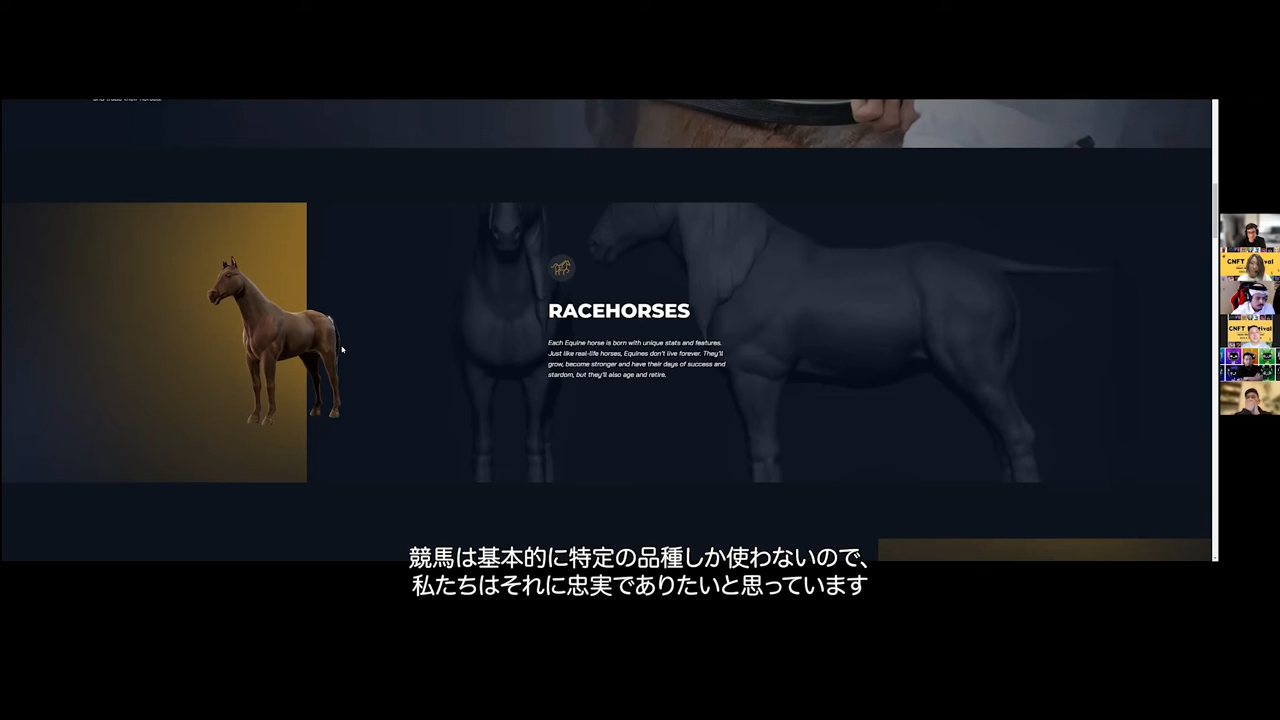 RACEHORSES
Each Equine horse is born with unique stats and features.
Just like real-life horses, Equines don't live forever. They'll
grow, become stronger and have their days of success and
stardom, but they'll also age and retire.
CNFT Festival
CNFT Festival
競馬は基本的に特定の品種しか使わないので、
私たちはそれに忠実でありたいと思っています